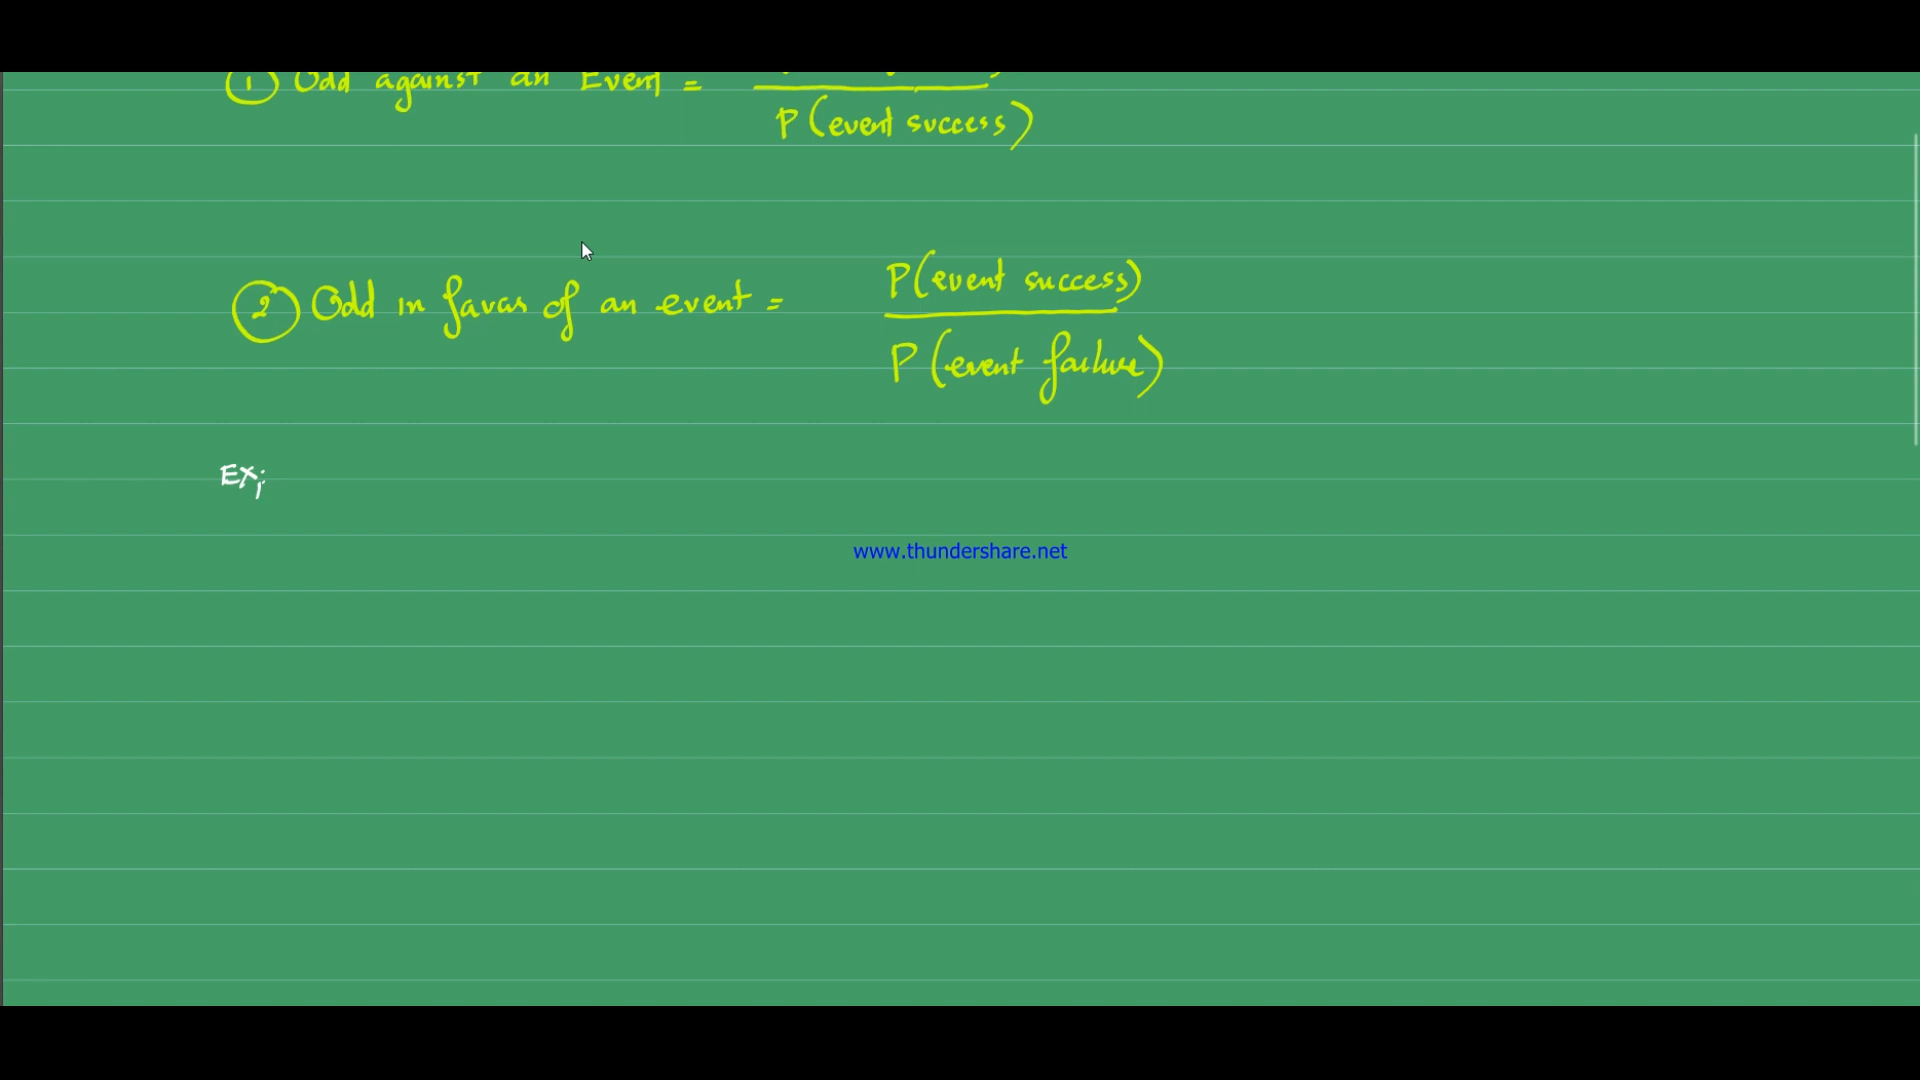 ① Odd against an Event =
P(event success)
② Odd in favar of an event = P(event success)
P(event failure)
Ex;
www.thundershare.net